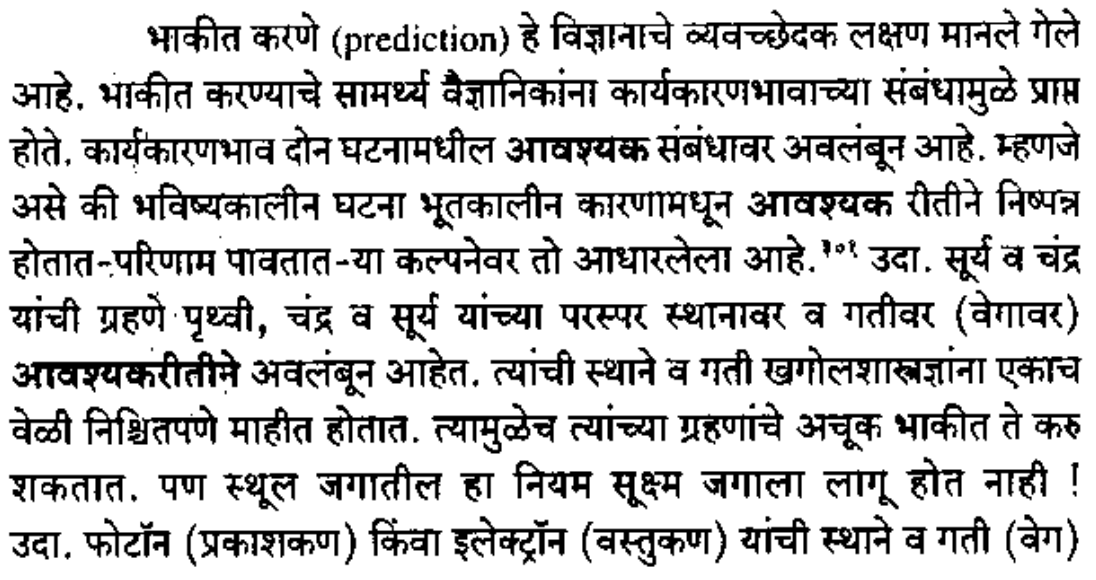 भाकीत करणे (prediction) हे विज्ञानाचे व्यवच्छेदक लक्षण मानले गेले
आहे. भाकीत करण्याचे सामर्थ्य वैज्ञानिकांना कार्यकारणभावाच्या संबंधामुळे प्राप्त
होते. कार्यकारणभाव दोन घटनामधील आवश्यक संबंधावर अवलंबून आहे. म्हणजे
असे की भविष्यकालीन घटना भूतकालीन कारणामधून आवश्यक रीतीने निष्पन्न
होतात-परिणाम पावतात-या कल्पनेवर तो आधारलेला आहे.१०१ उदा. सूर्य व चंद्र
यांची ग्रहणे पृथ्वी, चंद्र व सूर्य यांच्या परस्पर स्थानावर व गतीवर (वेगावर)
आवश्यकरीतीने अवलंबून आहेत. त्यांची स्थाने व गती खगोलशास्त्रज्ञांना एकाच
वेळी निश्चितपणे माहीत होतात. त्यामुळेच त्यांच्या ग्रहणांचे अचूक भाकीत ते करु
शकतात. पण स्थूल जगातील हा नियम सूक्ष्म जगाला लागू होत नाही !
उदा. फोटॉन (प्रकाशकण) किंवा इलेक्ट्रॉन (वस्तुकण) यांची स्थाने व गती (वेग)